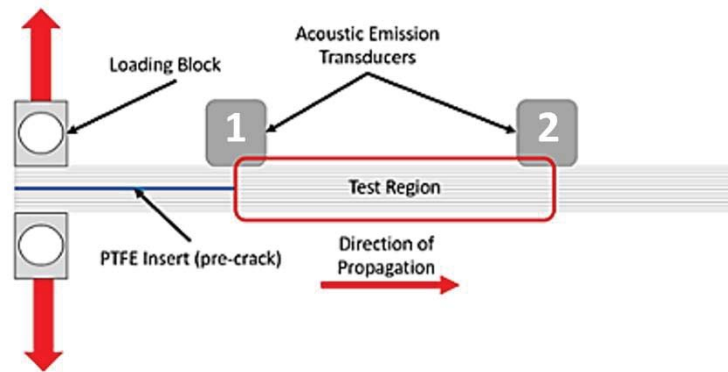 Acoustic Emission
Transducers
Loading Block
1
2
Test Region
PTFE Insert (pre-crack)
Direction of
Propagation